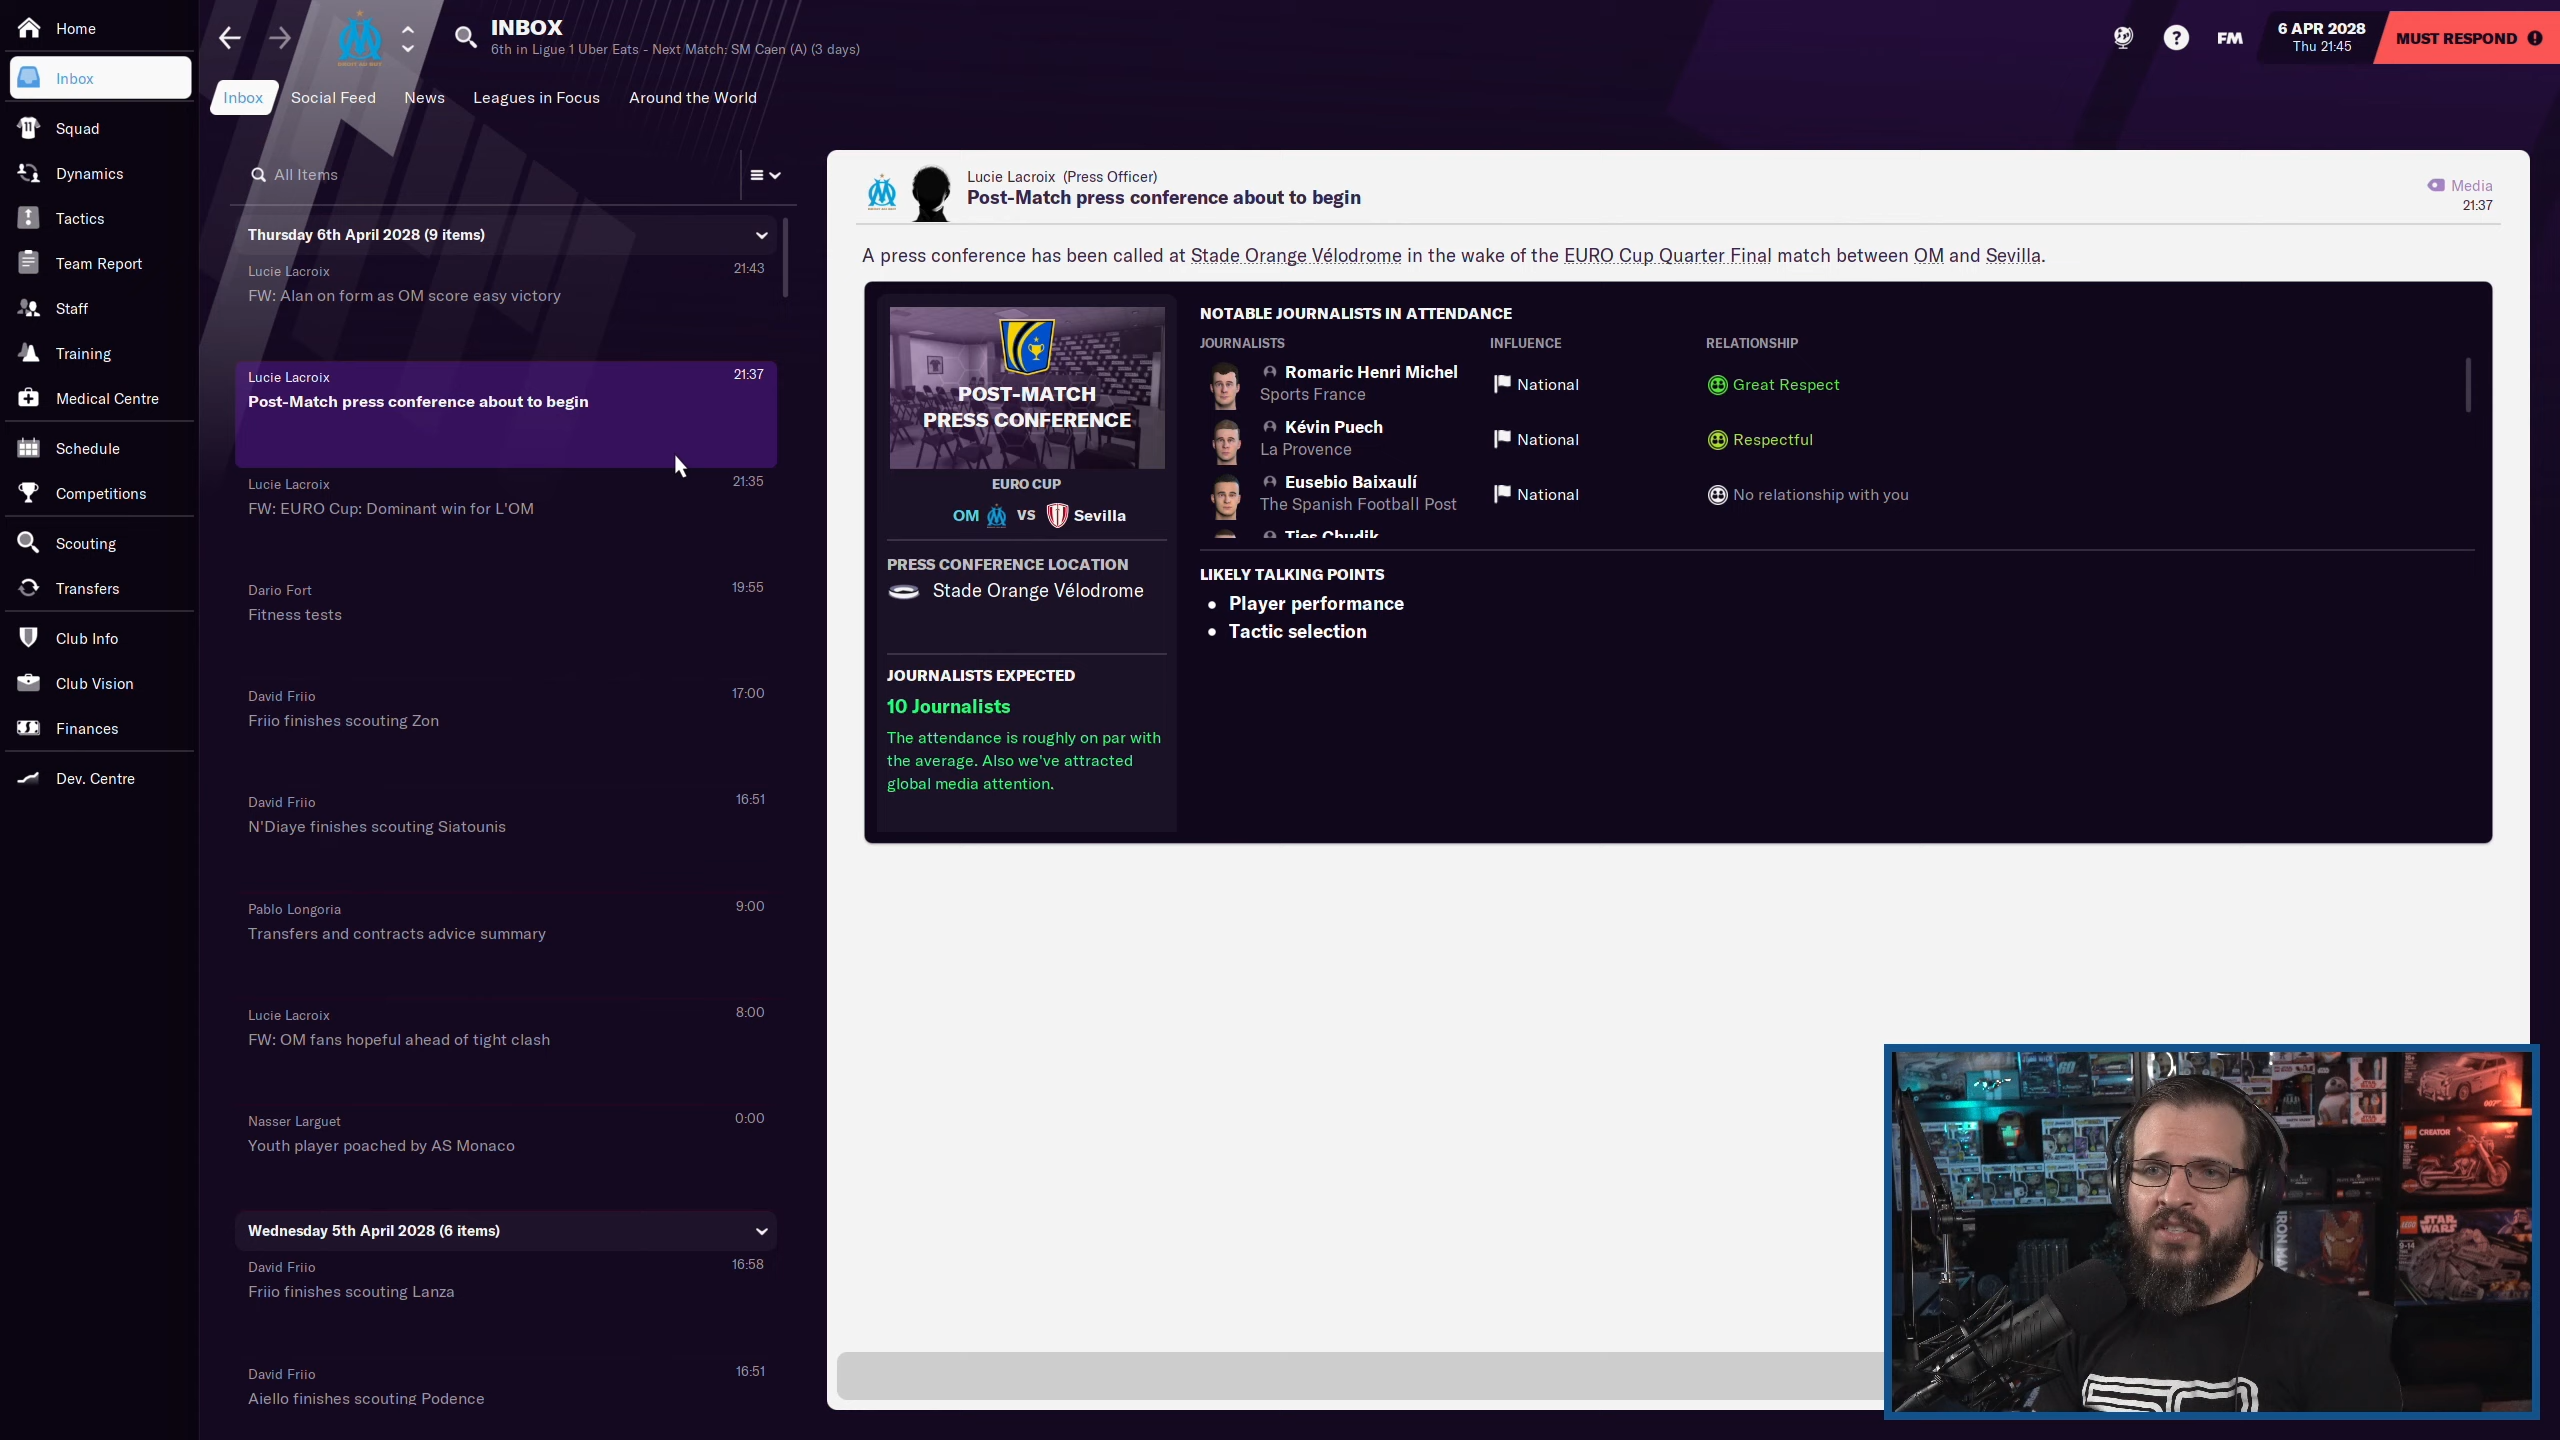 Home
Inbox
Squad
Dynamics
Tactics
Team Report
Staff
Training
Medical Centre
Schedule
Competitions
Scouting
Transfers
Club Info
Club Vision
Finances
Dev. Centre
INBOX
6th in Ligue 1 Uber Eats - Next Match: SM Caen (A) (3 days)
FM
6 APR 2028
Thu 21:45
MUST RESPOND
Inbox
Social Feed
News
Leagues in Focus
Around the World
All Items
Thursday 6th April 2028 (9 items)
Lucie Lacroix
21:43
FW: Alan on form as OM score easy victory
Lucie Lacroix
21:37
Post-Match press conference about to begin
Lucie Lacroix
21:35
FW: EURO Cup: Dominant win for L'OM
Dario Fort
19:55
Fitness tests
David Friio
17:00
Friio finishes scouting Zon
David Friio
16:51
N'Diaye finishes scouting Siatounis
Pablo Longoria
9:00
Transfers and contracts advice summary
Lucie Lacroix
8:00
FW: OM fans hopeful ahead of tight clash
Nasser Larguet
0:00
Youth player poached by AS Monaco
Wednesday 5th April 2028 (6 items)
David Friio
16:58
Friio finishes scouting Lanza
David Friio
16:51
Aiello finishes scouting Podence
Lucie Lacroix (Press Officer)
Post-Match press conference about to begin
Media
21:37
A press conference has been called at Stade Orange Vélodrome in the wake of the EURO Cup Quarter Final match between OM and Sevilla.
POST-MATCH
PRESS CONFERENCE
EURO CUP
OM VS Sevilla
PRESS CONFERENCE LOCATION
Stade Orange Vélodrome
JOURNALISTS EXPECTED
10 Journalists
The attendance is roughly on par with
the average. Also we've attracted
global media attention.
NOTABLE JOURNALISTS IN ATTENDANCE
JOURNALISTS
INFLUENCE
RELATIONSHIP
Romaric Henri Michel
Sports France
National
Great Respect
Kévin Puech
La Provence
National
Respectful
Eusebio Baixaulí
The Spanish Football Post
National
No relationship with you
Ties Chudik
LIKELY TALKING POINTS
Player performance
Tactic selection
007
LEGO
CREATOR
LEGO
STAR
WARS
9-14
IRON MAN